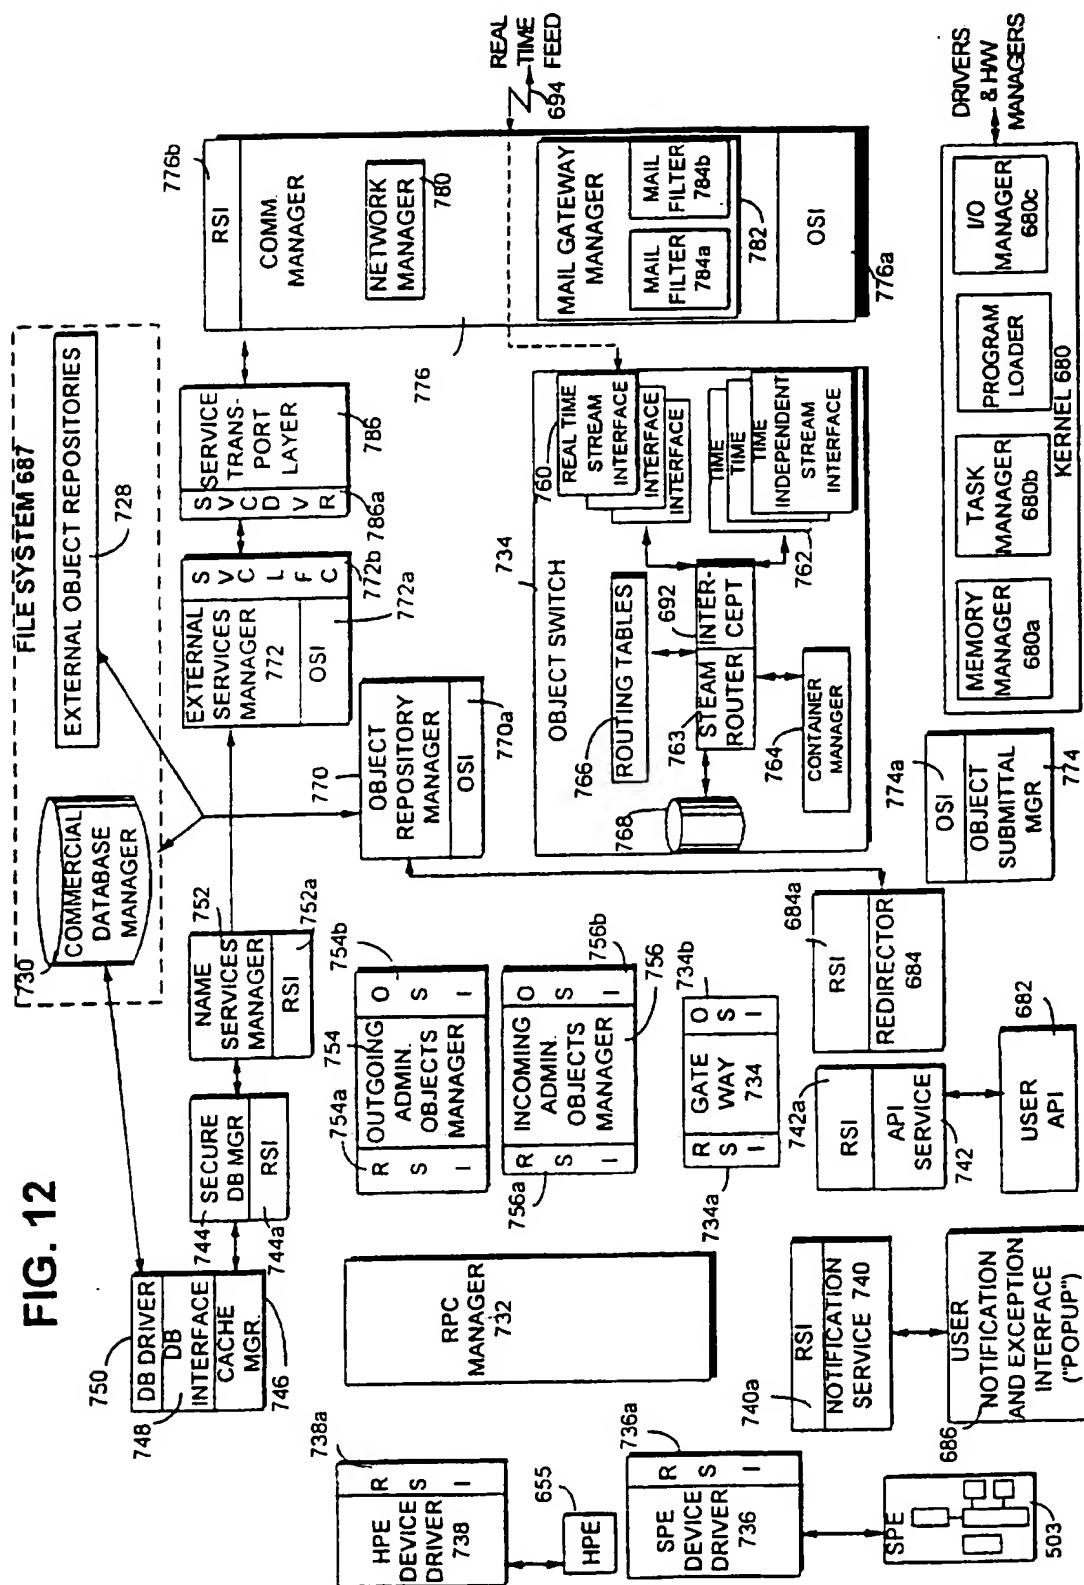 FIG. 12
FILE SYSTEM 687
730
COMMERCIAL
DATABASE
MANAGER
EXTERNAL OBJECT REPOSITORIES
728
750
DB DRIVER
DB
INTERFACE
CACHE
MGR.
748
746
744
SECURE
DB MGR
RSI
744a
NAME
SERVICES
MANAGER
752
RSI
752a
EXTERNAL
SERVICES
MANAGER
772
OSI
772a
S
V
C
L
F
C
772b
S
V
C
D
V
R
786a
SERVICE
TRANS-
PORT
LAYER
786
776b
RSI
COMM.
MANAGER
NETWORK
MANAGER
780
776
MAIL GATEWAY
MANAGER
MAIL
FILTER
784a
MAIL
FILTER
784b
782
OSI
776a
REAL
TIME
FEED
694
770
OBJECT
REPOSITORY
MANAGER
OSI
770a
738a
HPE
DEVICE
DRIVER
738
R
S
I
655
HPE
736a
SPE
DEVICE
DRIVER
736
R
S
I
SPE
503
RPC
MANAGER
732
754a
754
754b
R
S
I
OUTGOING
ADMIN.
OBJECTS
MANAGER
O
S
I
756a
R
S
I
INCOMING
ADMIN.
OBJECTS
MANAGER
O
S
I
756b
756
734a
R
S
I
GATE
WAY
734
O
S
I
734b
734
OBJECT SWITCH
766
ROUTING TABLES
768
763
STEAM
ROUTER
692
INTER-
CEPT
764
CONTAINER
MANAGER
760
REAL TIME
STREAM
INTERFACE
INTERFACE
INTERFACE
762
TIME
TIME
TIME
INDEPENDENT
STREAM
INTERFACE
740a
RSI
NOTIFICATION
SERVICE 740
686
USER
NOTIFICATION
AND EXCEPTION
INTERFACE
("POPUP")
742a
RSI
API
SERVICE
742
USER
API
682
684a
RSI
REDIRECTOR
684
774a
OSI
OBJECT
SUBMITTAL
MGR
774
MEMORY
MANAGER
680a
TASK
MANAGER
680b
PROGRAM
LOADER
I/O
MANAGER
680c
KERNEL 680
DRIVERS
& H/W
MANAGERS